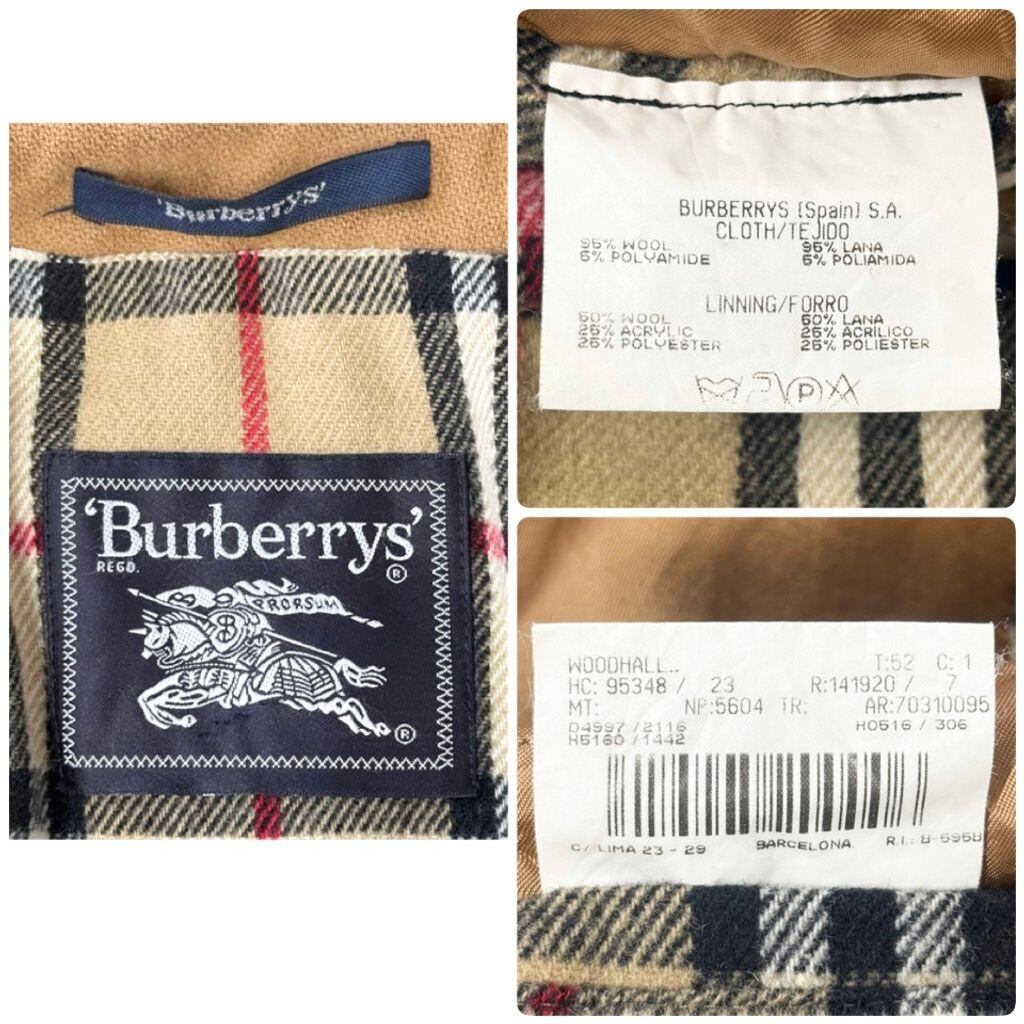 'Burberrys'
'Burberrys'
REGD.
®
PRORSUM
®
BURBERRYS (Spain) S.A.
CLOTH/TEJIDO
95% WOOL 95% LANA
5% POLYAMIDE 5% POLIAMIDA
LINNING/FORRO
50% WOOL 50% LANA
25% ACRYLIC 25% ACRILICO
25% POLYESTER 25% POLIESTER
P
WOODHALL.. T:52 C: 1
HC: 95348 / 23 R:141920 / 7
MT: NP:5604 TR: AR:70310095
D4997 /2116 H0516 / 306
H5160 /1442
C/ LIMA 23 - 29 BARCELONA R.I.: 8-5958